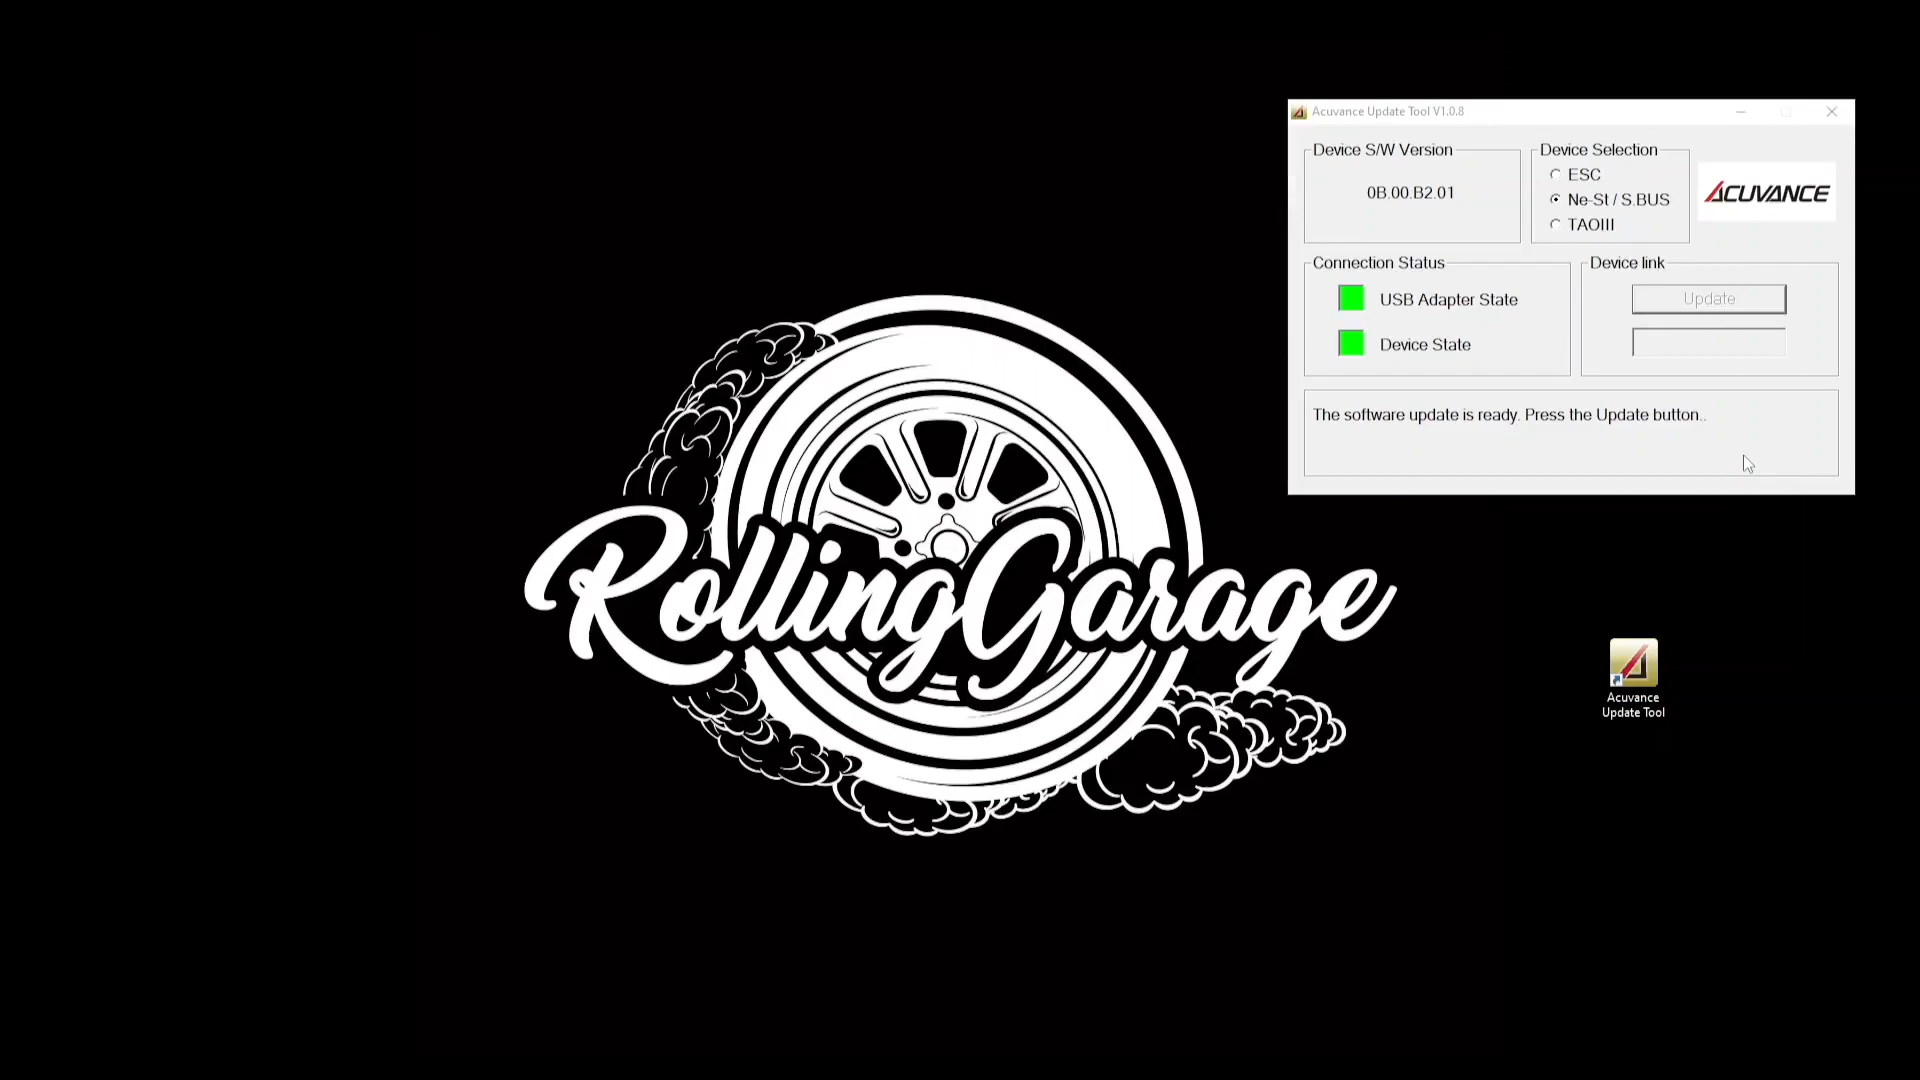 Acuvance Update Tool V1.0.8
Device S/W Version
0B.00.B2.01
Device Selection
ESC
Ne-St / S.BUS
TAOIII
ACUVANCE
Connection Status
USB Adapter State
Device State
Device link
Update
The software update is ready. Press the Update button..
RollingGarage
Acuvance
Update Tool